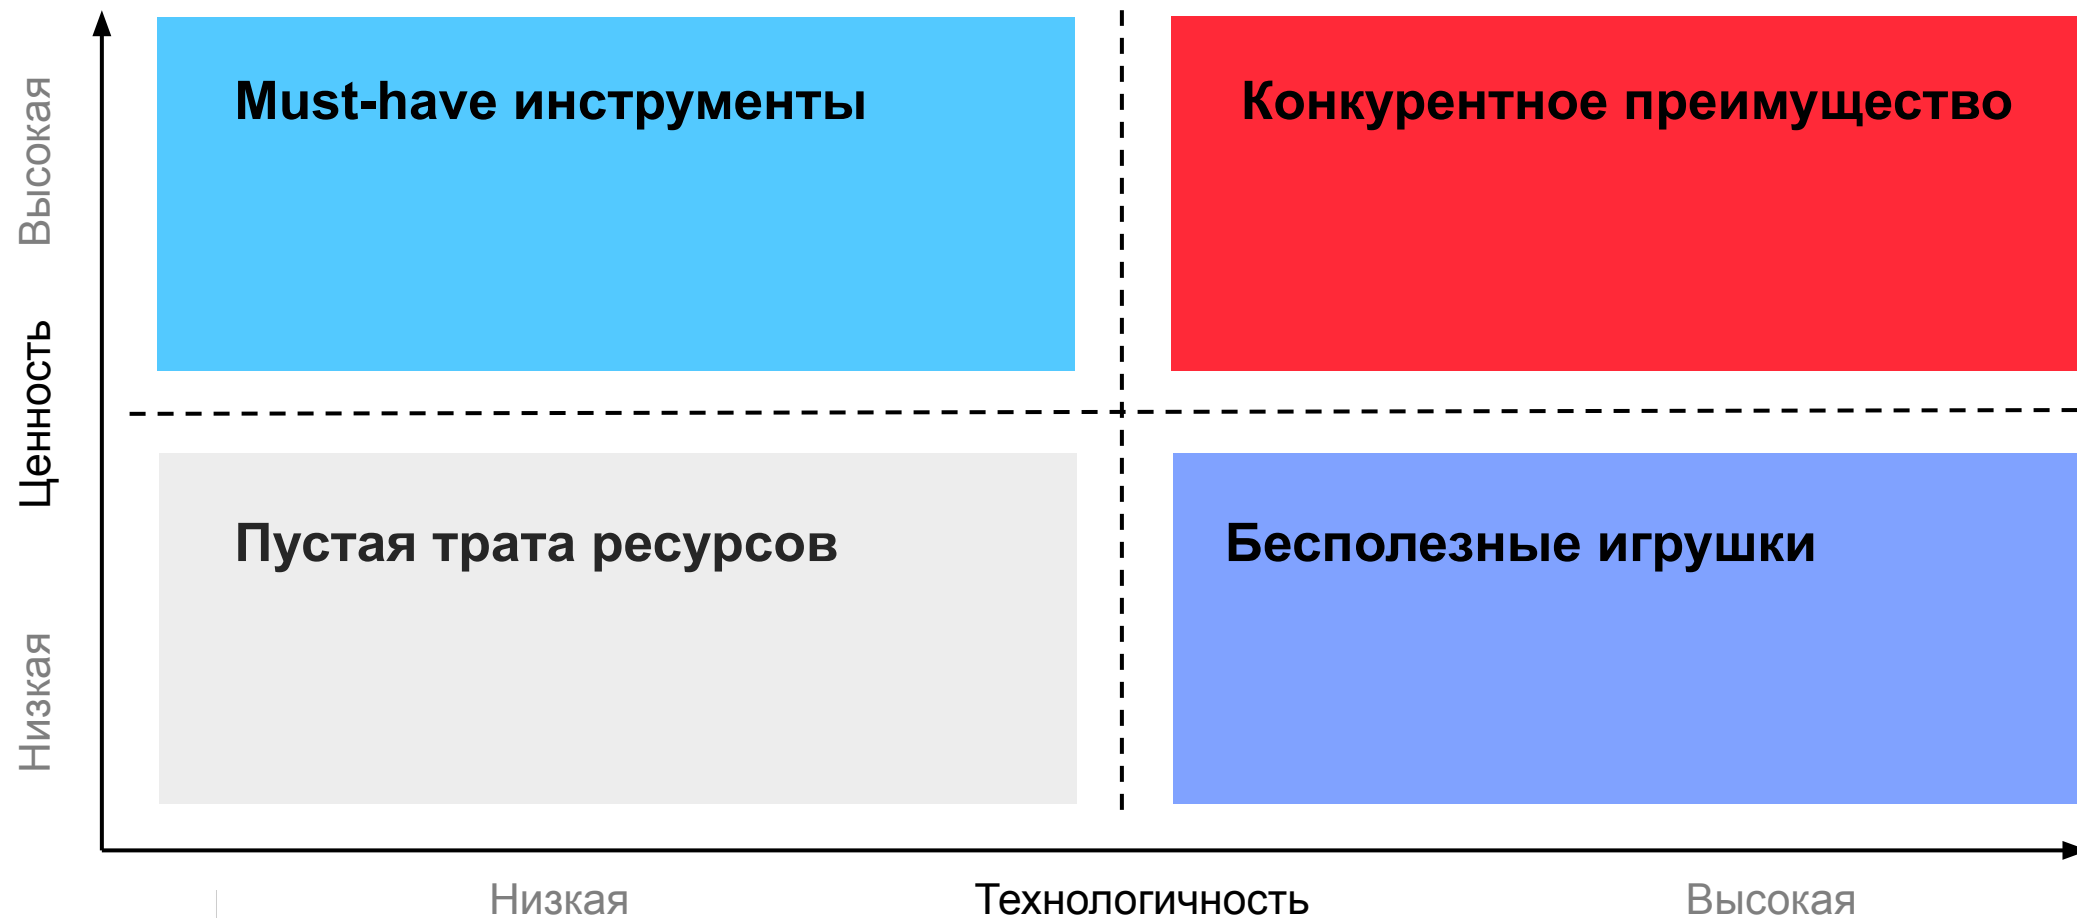 Высокая
Must-have инструменты
Конкурентное преимущество
Ценность
Пустая трата ресурсов
Бесполезные игрушки
Низкая
Низкая
Технологичность
Высокая